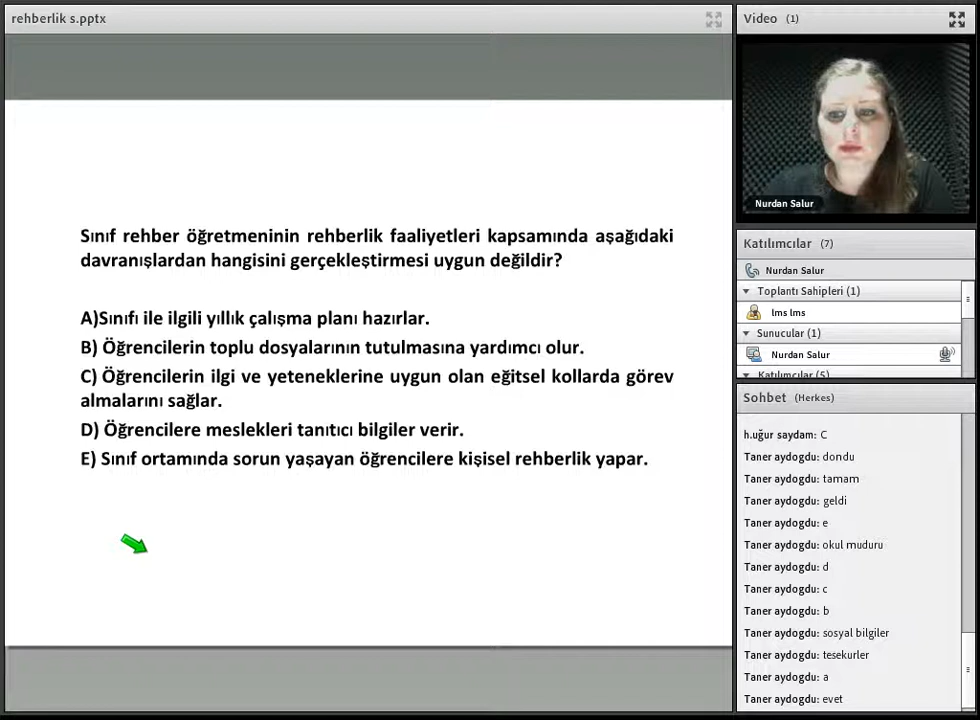 rehberlik s.pptx
Sınıf rehber öğretmeninin rehberlik faaliyetleri kapsamında aşağıdaki
davranışlardan hangisini gerçekleştirmesi uygun değildir?
A)Sınıfı ile ilgili yıllık çalışma planı hazırlar.
B) Öğrencilerin toplu dosyalarının tutulmasına yardımcı olur.
C) Öğrencilerin ilgi ve yeteneklerine uygun olan eğitsel kollarda görev
almalarını sağlar.
D) Öğrencilere meslekleri tanıtıcı bilgiler verir.
E) Sınıf ortamında sorun yaşayan öğrencilere kişisel rehberlik yapar.
Video (1)
Nurdan Salur
Katılımcılar (7)
Nurdan Salur
Toplantı Sahipleri (1)
lms lms
Sunucular (1)
Nurdan Salur
Katılımcılar (5)
Sohbet (Herkes)
h.uğur saydam: C
Taner aydogdu: dondu
Taner aydogdu: tamam
Taner aydogdu: geldi
Taner aydogdu: e
Taner aydogdu: okul muduru
Taner aydogdu: d
Taner aydogdu: c
Taner aydogdu: b
Taner aydogdu: sosyal bilgiler
Taner aydogdu: tesekurler
Taner aydogdu: a
Taner aydogdu: evet